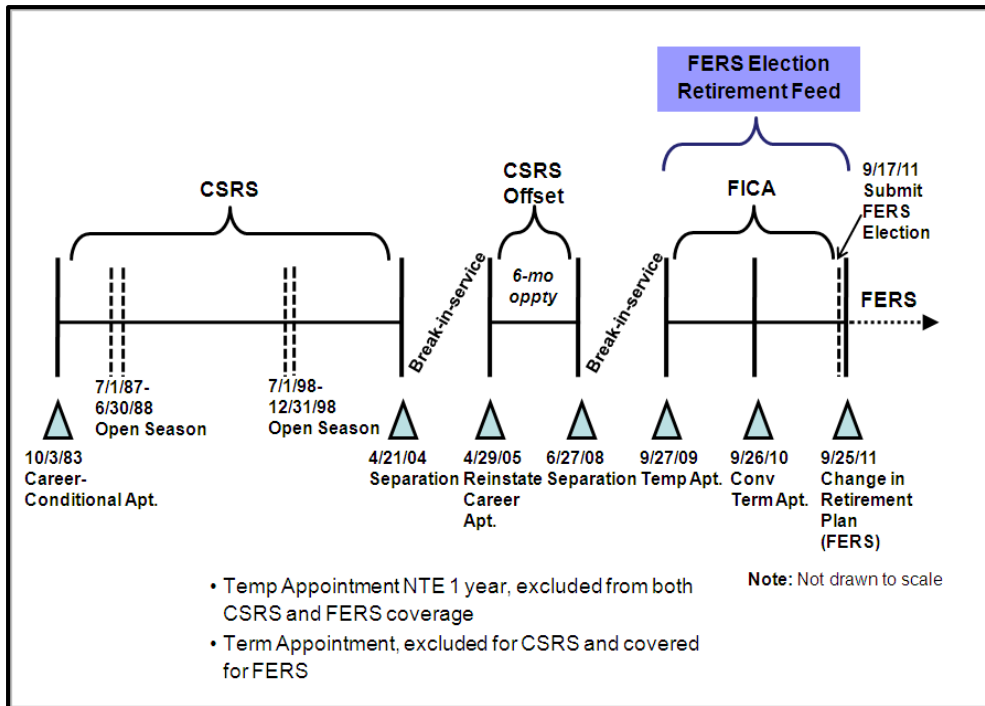 FERS Election
Retirement Feed
CSRS
CSRS
Offset
FICA
9/17/11
Submit
FERS
Election
Break-in-service
6-mo
oppty
Break-in-service
FERS
7/1/87-
6/30/88
Open Season
7/1/98-
12/31/98
Open Season
10/3/83
Career-
Conditional Apt.
4/21/04
Separation
4/29/05
Reinstate
Career
Apt.
6/27/08
Separation
9/27/09
Temp Apt.
9/26/10
Conv
Term Apt.
9/25/11
Change in
Retirement
Plan
(FERS)
• Temp Appointment NTE 1 year, excluded from both
CSRS and FERS coverage
• Term Appointment, excluded for CSRS and covered
for FERS
Note: Not drawn to scale